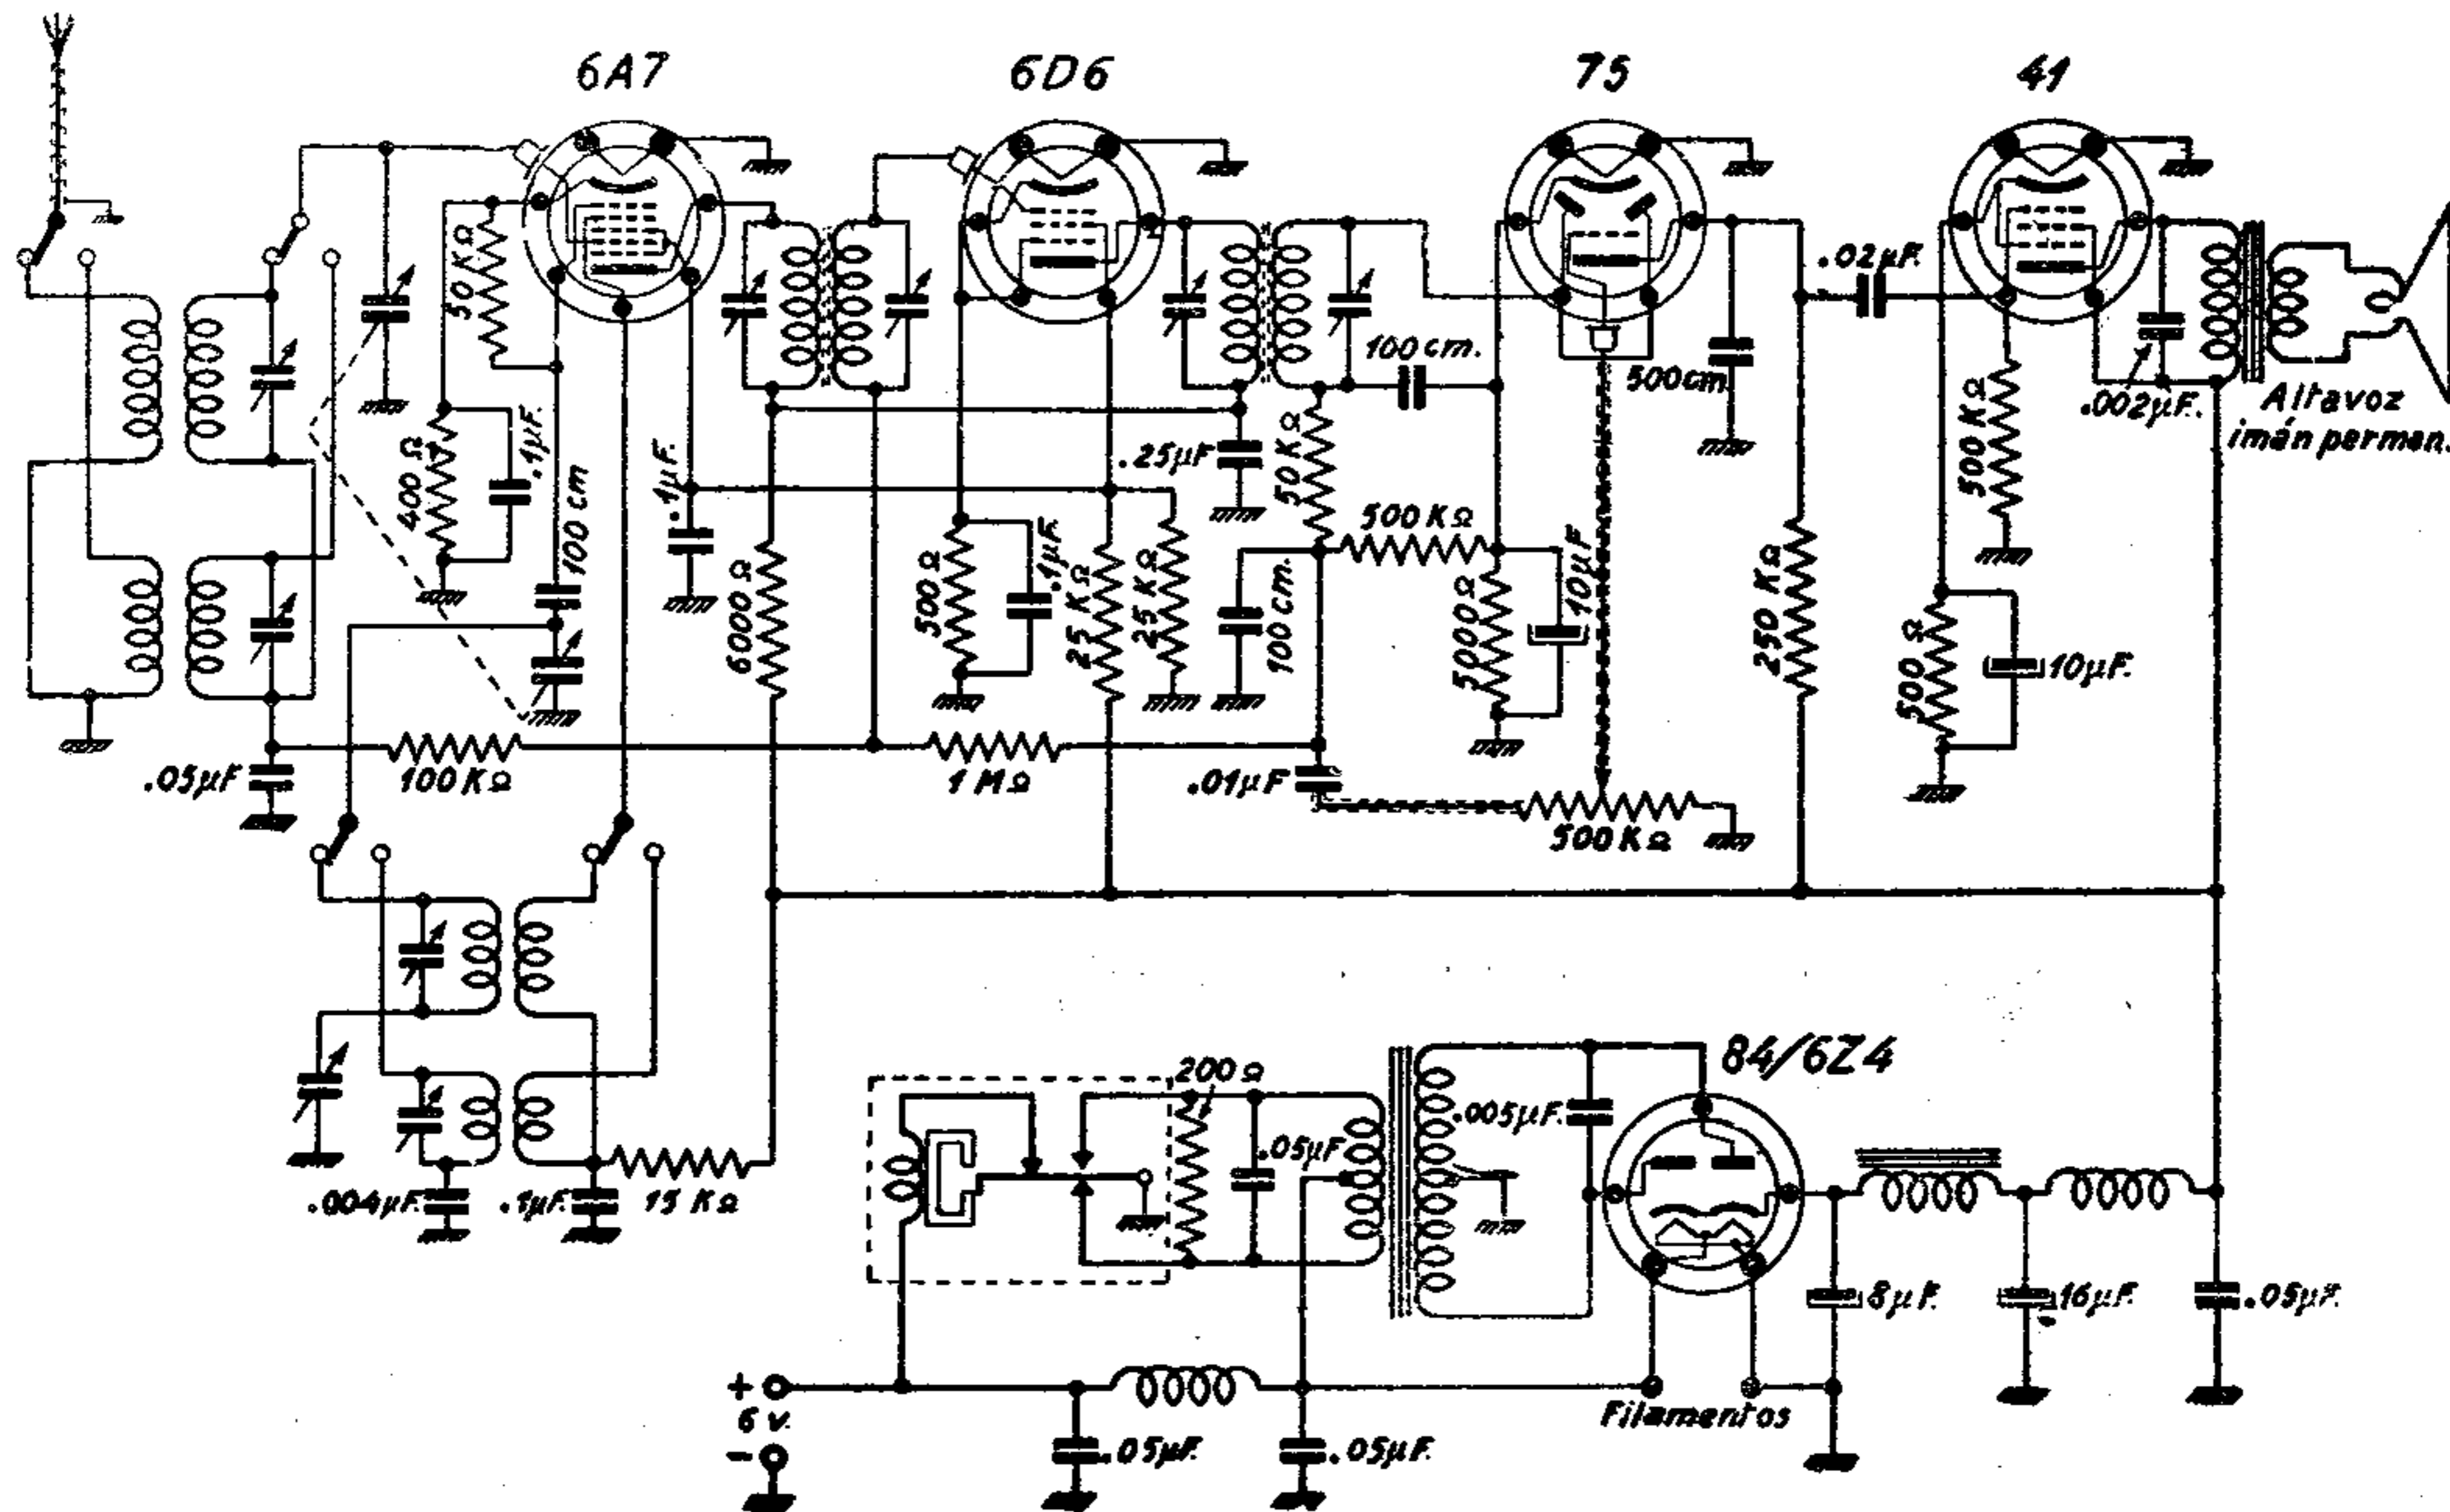 6A7
6D6
75
41
50 KΩ
.02µF.
100 cm.
500 cm
.002µF.
Altavoz
imán perman.
400 Ω
.1µF.
100 cm
.1µF.
.25µF
50 KΩ
500 KΩ
500 KΩ
6000 Ω
500 Ω
.1µF.
25 KΩ
25 KΩ
100 cm.
5000 Ω
10µF
250 KΩ
500 Ω
10µF.
.05µF
100 KΩ
1 MΩ
.01µF
500 KΩ
84/6Z4
200 Ω
.005µF.
.05µF
.004µF.
.1µF.
15 KΩ
8µF.
16µF.
.05µF.
+
6 v.
-
Filamentos
.05µF.
.05µF.